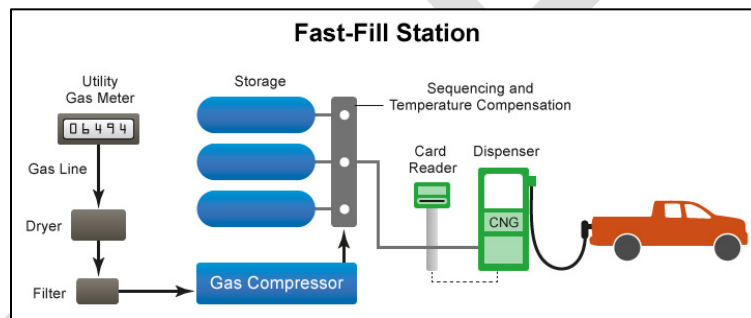 Fast-Fill Station
Utility
Gas Meter
06494
Gas Line
Dryer
Filter
Storage
Gas Compressor
Sequencing and
Temperature Compensation
Card
Reader
Dispenser
CNG